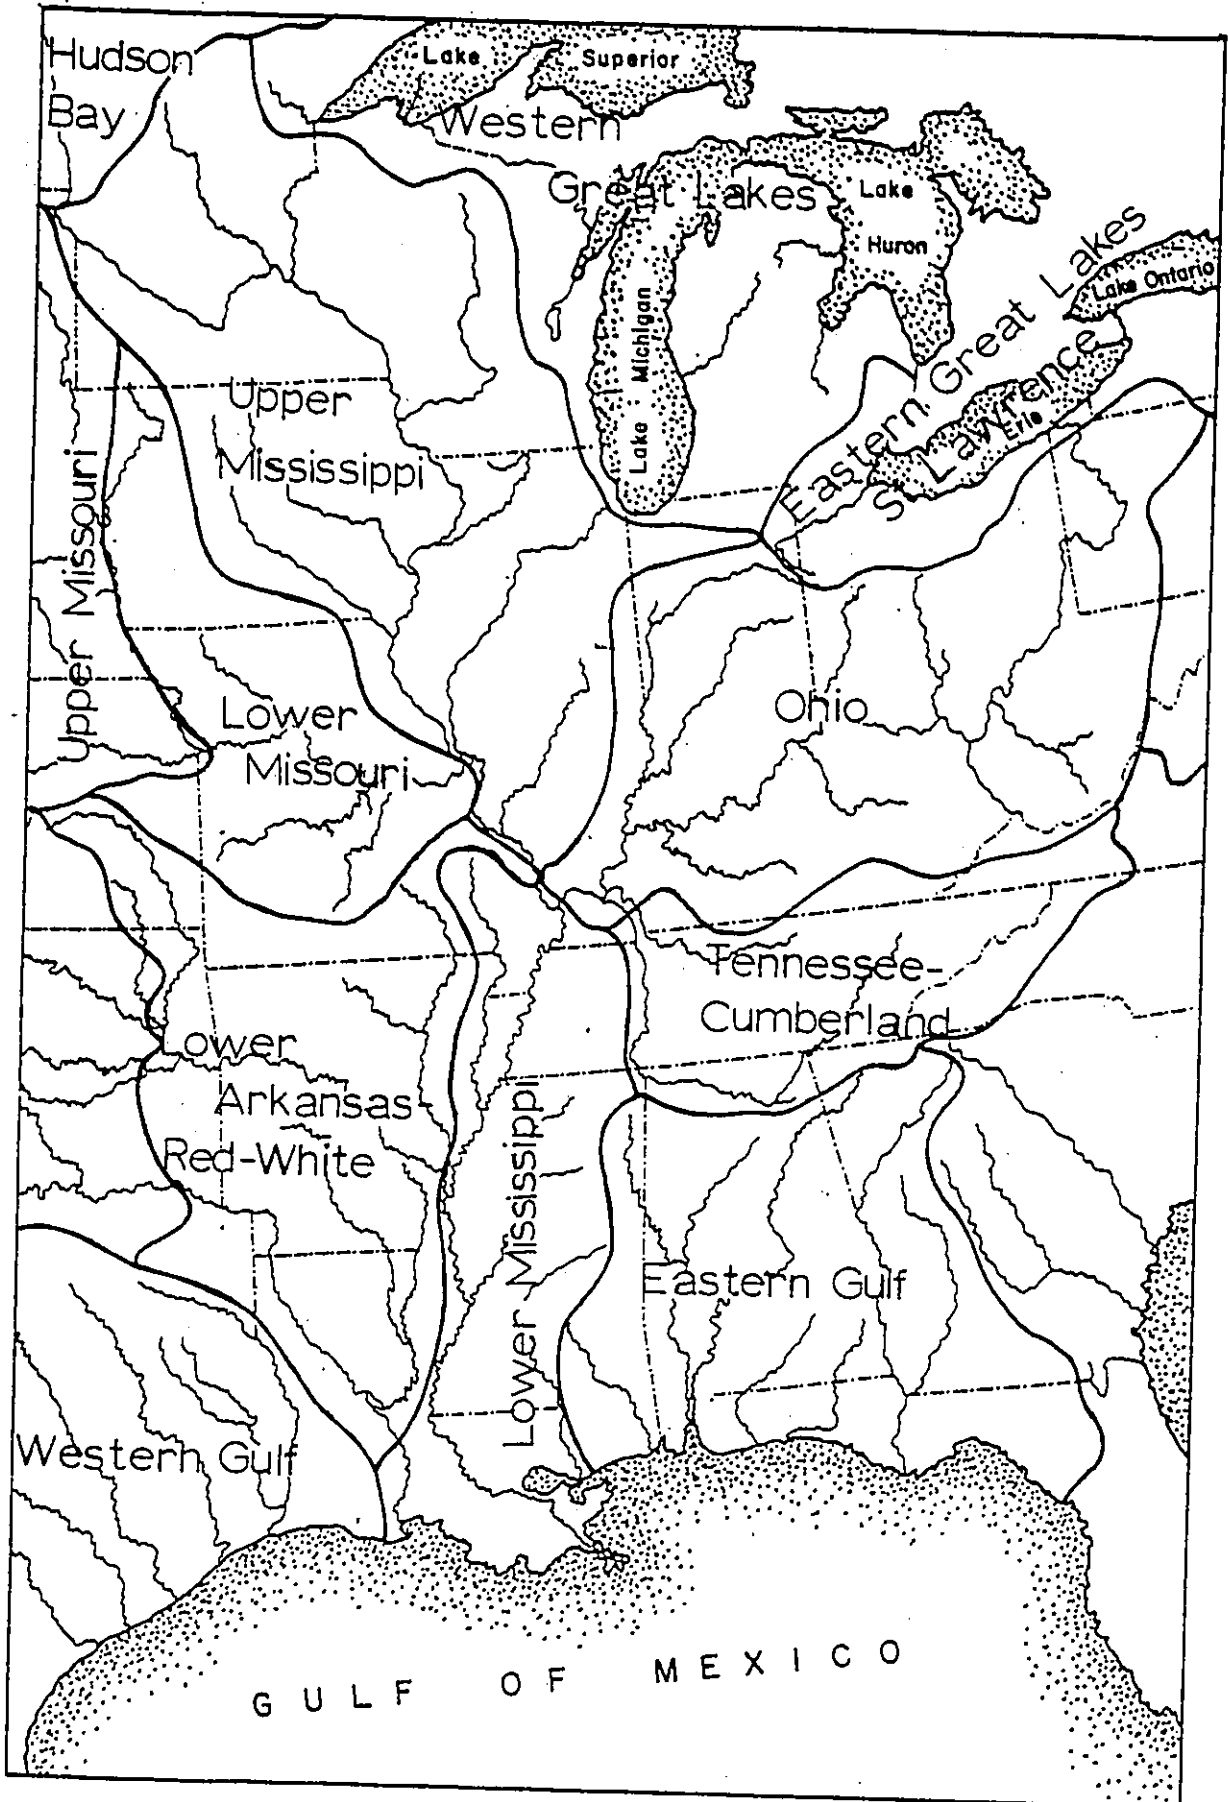 Hudson
Bay
Lake Superior
Western
Great Lakes
Lake
Huron
Lake Michigan
Eastern Great Lakes
St. Lawrence
Lake Ontario
Erie
Upper
Mississippi
Upper Missouri
Lower
Missouri
Ohio
Tennessee-
Cumberland
Lower
Arkansas-
Red-White
Lower Mississippi
Eastern Gulf
Western Gulf
GULF OF MEXICO